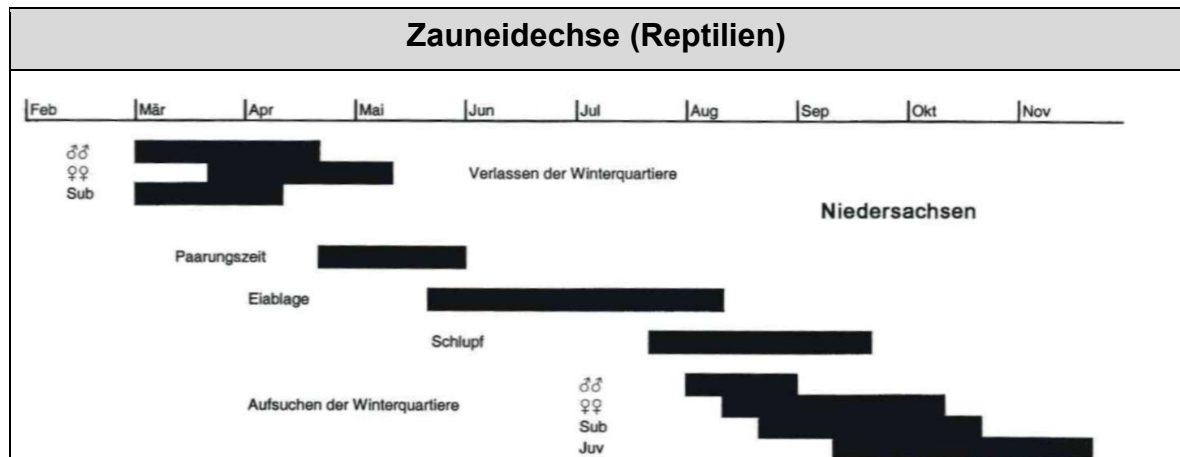 Zauneidechse (Reptilien)
Feb Mär Apr Mai Jun Jul Aug Sep Okt Nov
♂♂
♀♀ Verlassen der Winterquartiere
Sub
Niedersachsen
Paarungszeit
Eiablage
Schlupf
♂♂
Aufsuchen der Winterquartiere ♀♀
Sub
Juv